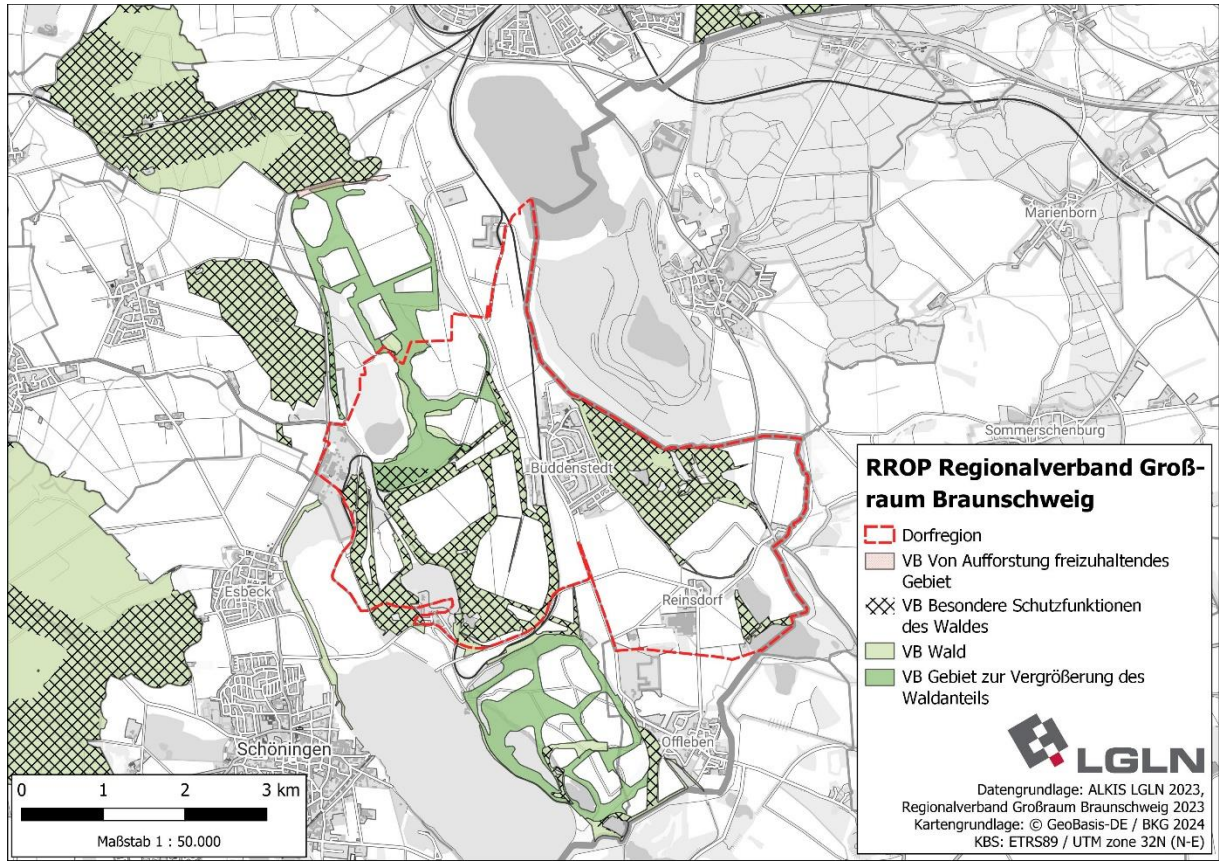 Marienborn
Sommerschenburg
Büddenstedt
Esbeck
Reinsdorf
Schöningen
Offleben
RROP Regionalverband Groß-
raum Braunschweig
Dorfregion
VB Von Aufforstung freizuhaltendes
Gebiet
VB Besondere Schutzfunktionen
des Waldes
VB Wald
VB Gebiet zur Vergrößerung des
Waldanteils
LGLN
Datengrundlage: ALKIS LGLN 2023,
Regionalverband Großraum Braunschweig 2023
Kartengrundlage: © GeoBasis-DE / BKG 2024
KBS: ETRS89 / UTM zone 32N (N-E)
0 1 2 3 km
Maßstab 1 : 50.000